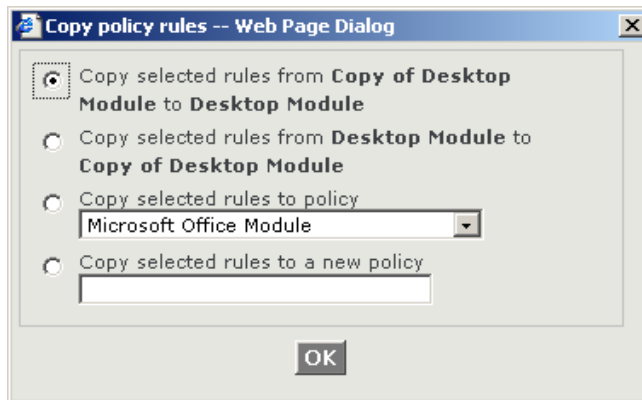 Copy policy rules -- Web Page Dialog
Copy selected rules from Copy of Desktop
Module to Desktop Module
Copy selected rules from Desktop Module to
Copy of Desktop Module
Copy selected rules to policy
Microsoft Office Module
Copy selected rules to a new policy
OK